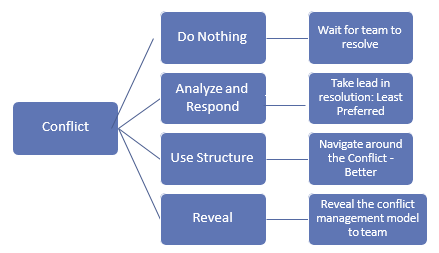 Conflict
Do Nothing
Wait for team to
resolve
Analyze and
Respond
Take lead in
resolution: Least
Preferred
Use Structure
Navigate around
the Conflict -
Better
Reveal
Reveal the conflict
management model
to team